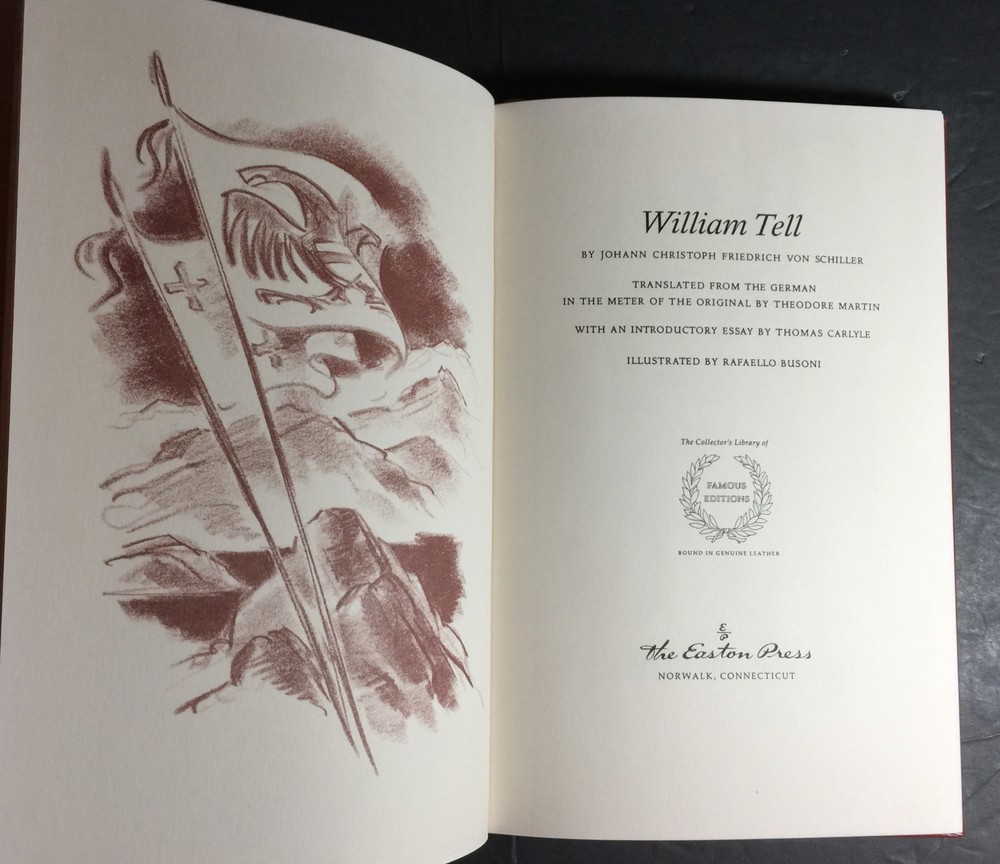 William Tell
BY JOHANN CHRISTOPH FRIEDRICH VON SCHILLER
TRANSLATED FROM THE GERMAN
IN THE METER OF THE ORIGINAL BY THEODORE MARTIN
WITH AN INTRODUCTORY ESSAY BY THOMAS CARLYLE
ILLUSTRATED BY RAFAELLO BUSONI
The Collector's Library of
FAMOUS
EDITIONS
BOUND IN GENUINE LEATHER
E
P
the Easton Press
NORWALK, CONNECTICUT